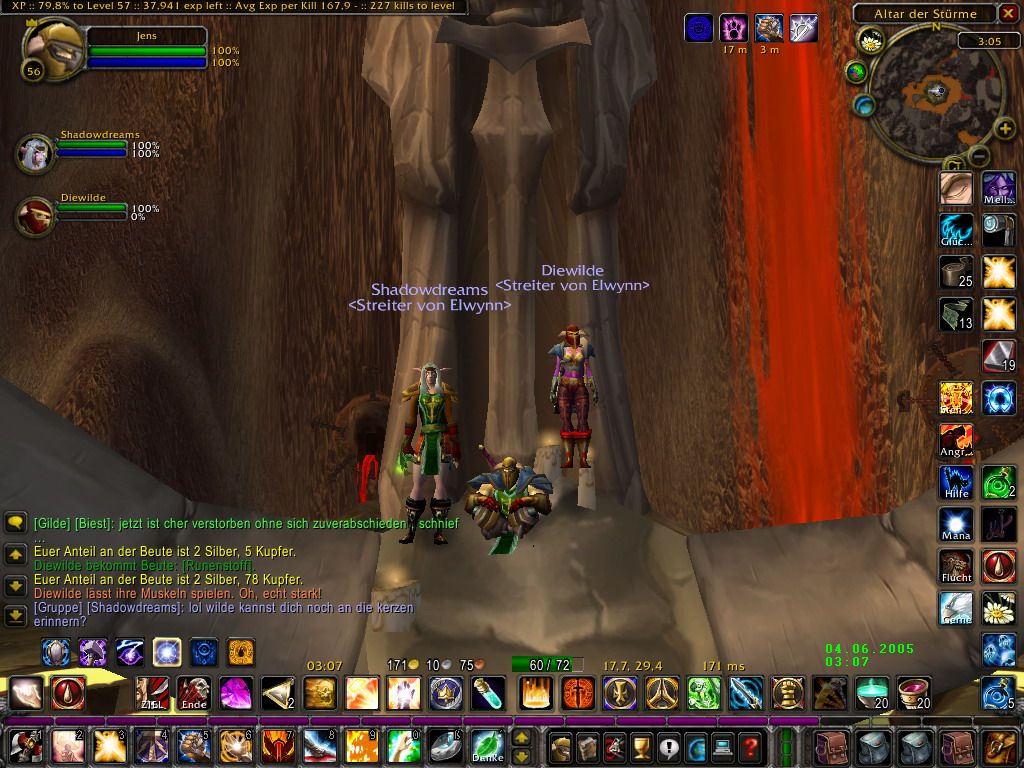 XP :: 79,8% to Level 57 :: 37,941 exp left :: Avg Exp per Kill 167,9 - :: 227 kills to level
Altar der Stürme
Jens
100%
100%
56
17 m
3 m
N
3:05
Shadowdreams
100%
100%
Diewilde
100%
0%
Diewilde
<Streiter von Elwynn>
Shadowdreams
<Streiter von Elwynn>
25
13
19
Hilfe
2
Mana
Flucht
[Gilde] [Biest]: jetzt ist cher verstorben ohne sich zuverabschieden , schnief
...
Euer Anteil an der Beute ist 2 Silber, 5 Kupfer.
Diewilde bekommt Beute: [Runenstoff].
Euer Anteil an der Beute ist 2 Silber, 78 Kupfer.
Diewilde lässt ihre Muskeln spielen. Oh, echt stark!
[Gruppe] [Shadowdreams]: lol wilde kannst dich noch an die kerzen
erinnern?
04.06.2005
03:07
03:07
171 10 75
60 / 72
17,7, 29,4
171 ms
ZIEL
Ende
2
20
20
5
Danke